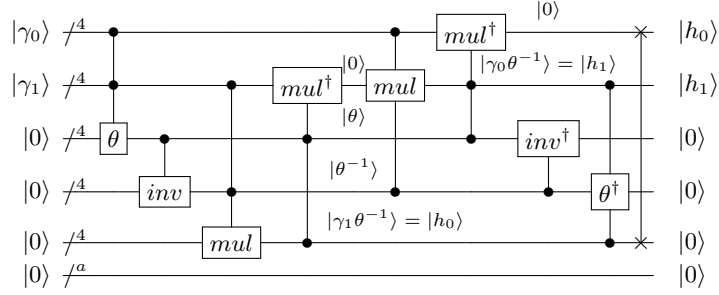 |0⟩
|γ₀⟩ 4 mul† |h₀⟩
|γ₁⟩ 4 mul† |0⟩ mul |γ₀θ⁻¹⟩ = |h₁⟩ |h₁⟩
|θ⟩
|0⟩ 4 θ inv† |0⟩
|θ⁻¹⟩
|0⟩ 4 inv θ† |0⟩
|γ₁θ⁻¹⟩ = |h₀⟩
|0⟩ 4 mul |0⟩
|0⟩ a |0⟩